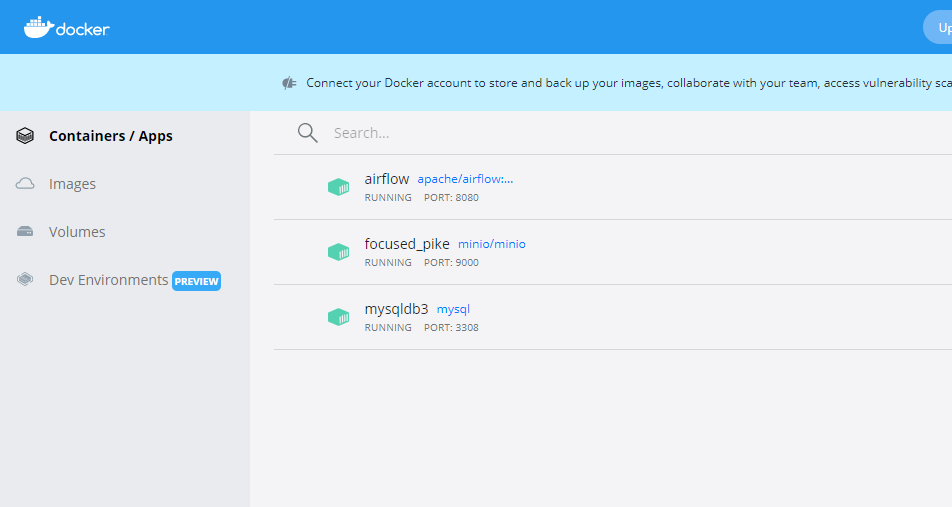 docker
Up
Connect your Docker account to store and back up your images, collaborate with your team, access vulnerability sca
Containers / Apps
Images
Volumes
Dev Environments PREVIEW
Search...
airflow apache/airflow:...
RUNNING PORT: 8080
focused_pike minio/minio
RUNNING PORT: 9000
mysqldb3 mysql
RUNNING PORT: 3308